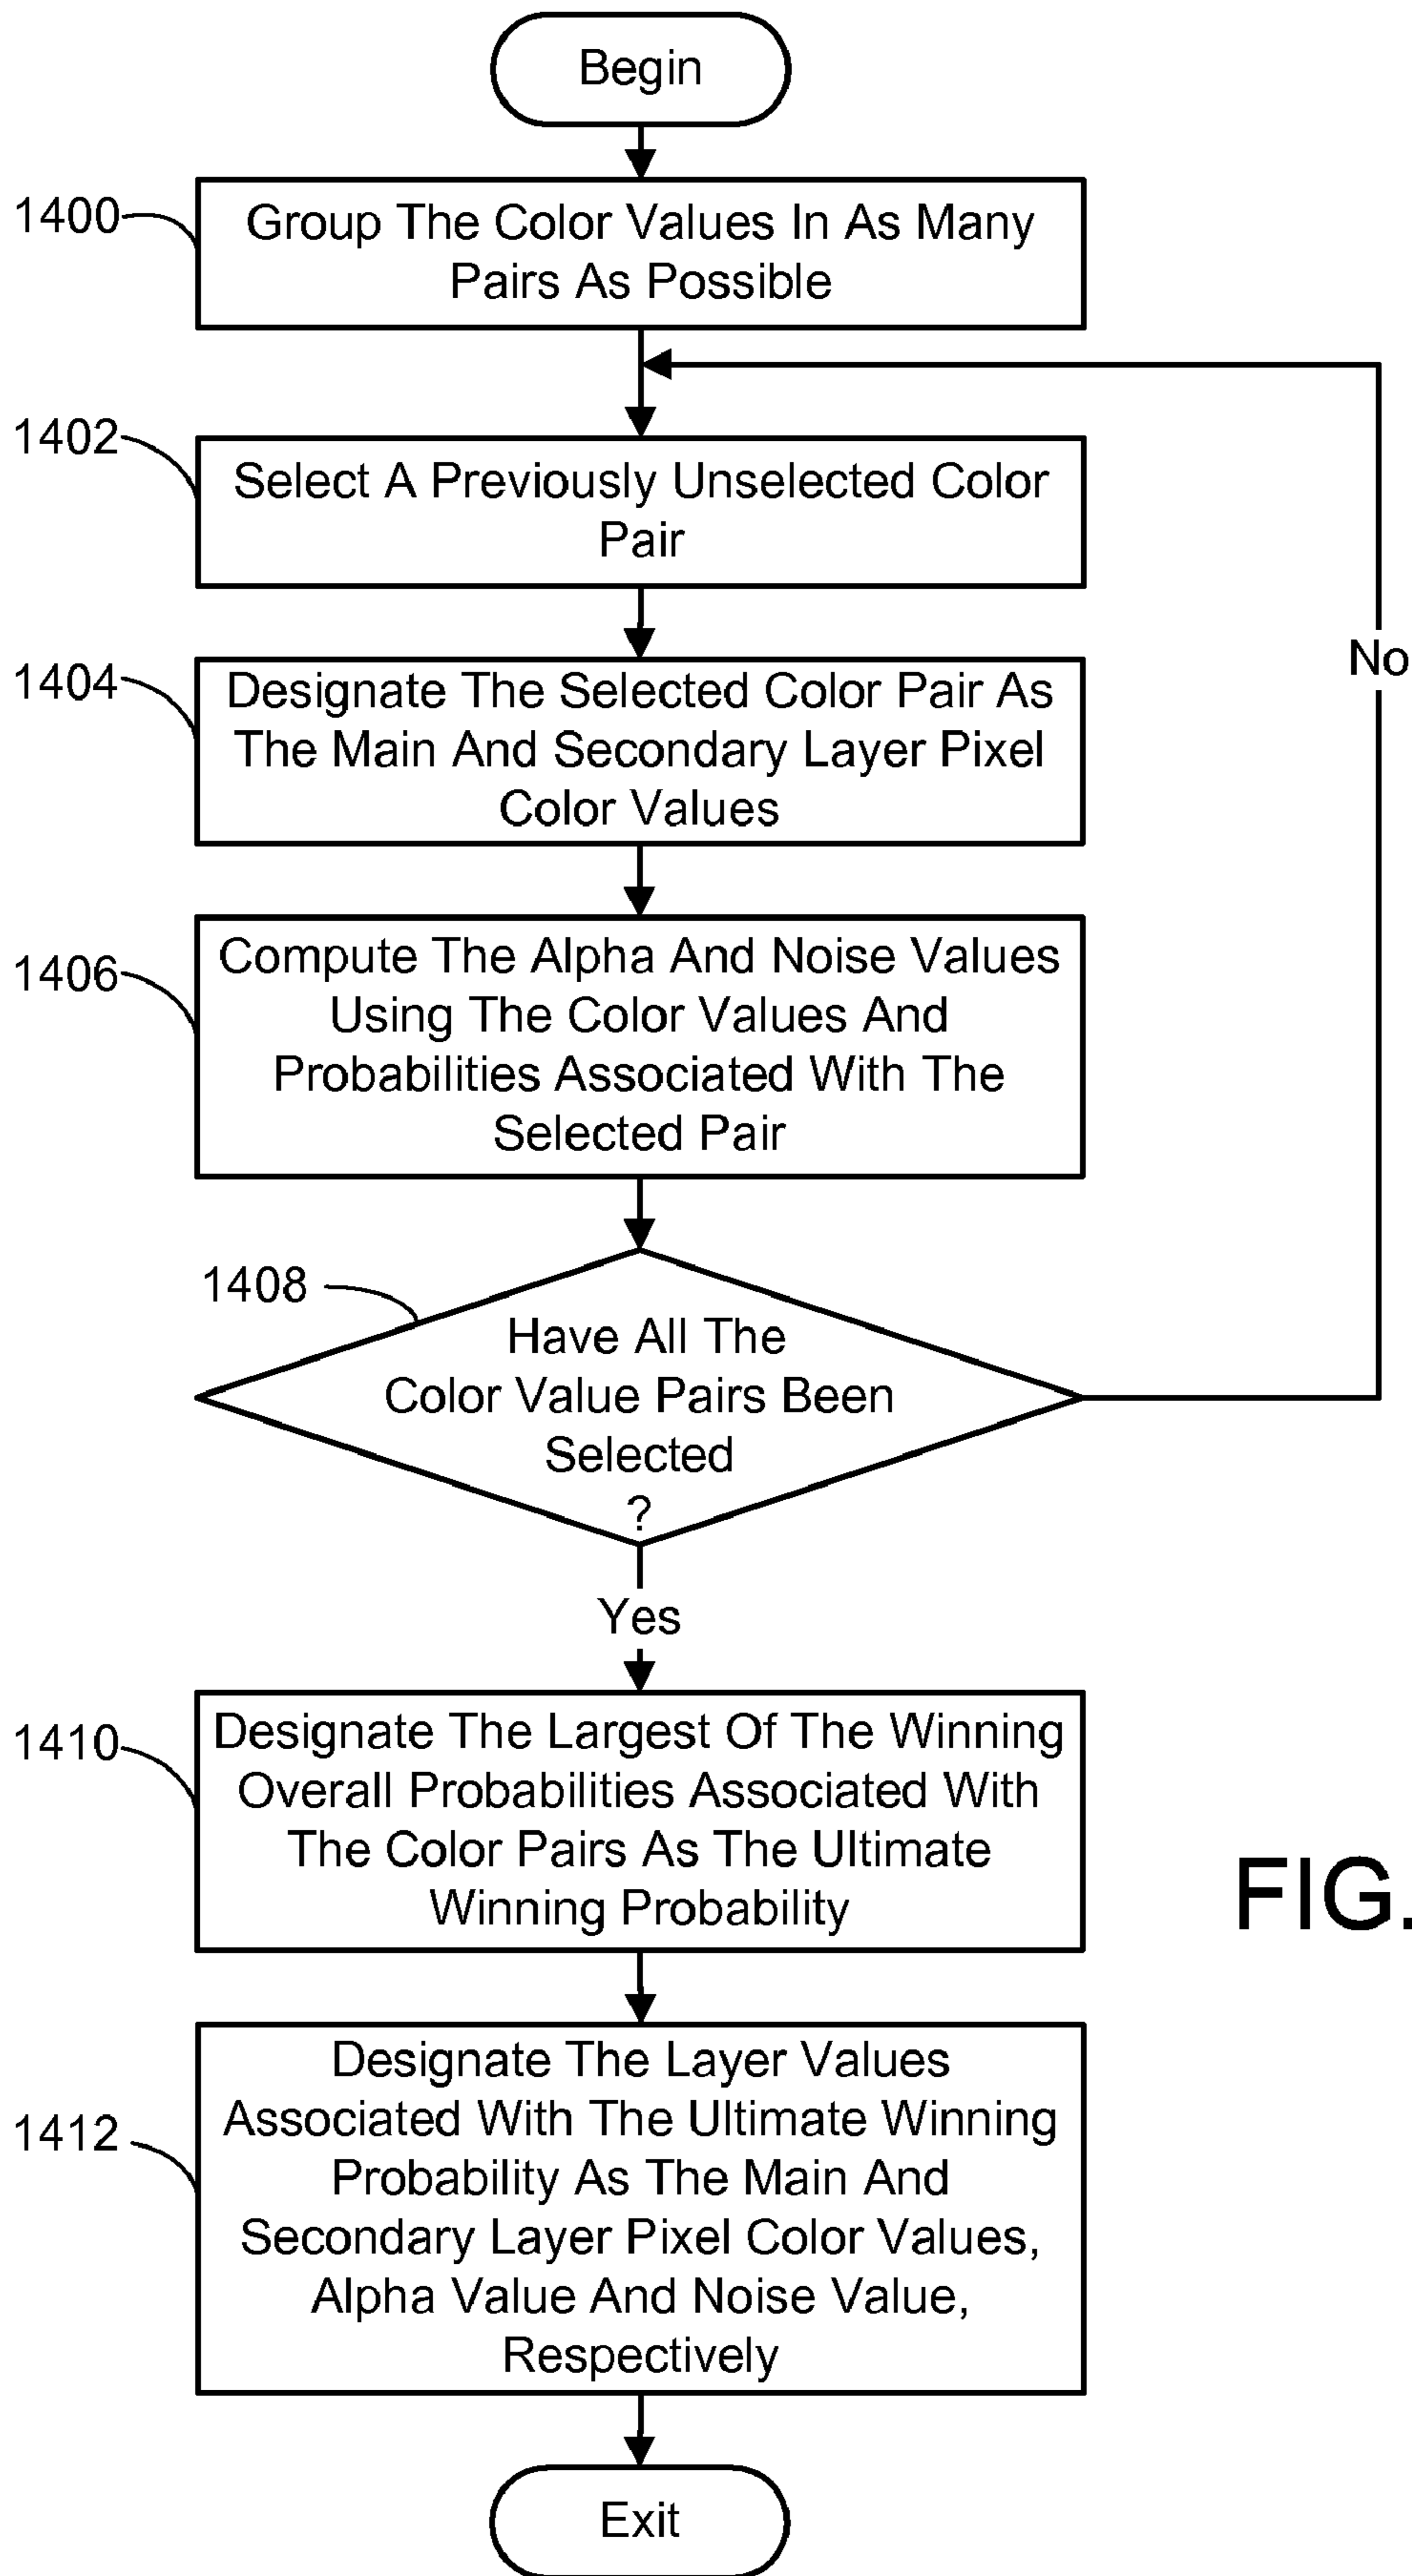 Begin
1400
Group The Color Values In As Many
Pairs As Possible
1402
Select A Previously Unselected Color
Pair
1404
Designate The Selected Color Pair As
The Main And Secondary Layer Pixel
Color Values
No
1406
Compute The Alpha And Noise Values
Using The Color Values And
Probabilities Associated With The
Selected Pair
1408
Have All The
Color Value Pairs Been
Selected
?
Yes
1410
Designate The Largest Of The Winning
Overall Probabilities Associated With
The Color Pairs As The Ultimate
Winning Probability
FIG.
1412
Designate The Layer Values
Associated With The Ultimate Winning
Probability As The Main And
Secondary Layer Pixel Color Values,
Alpha Value And Noise Value,
Respectively
Exit